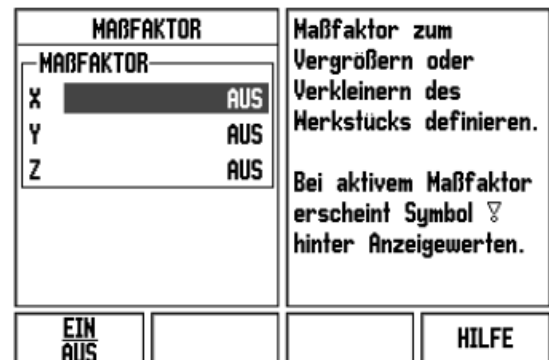 MAßFAKTOR
MAßFAKTOR
X AUS
Y AUS
Z AUS
Maßfaktor zum
Vergrößern oder
Verkleinern des
Werkstücks definieren.
Bei aktivem Maßfaktor
erscheint Symbol
hinter Anzeigewerten.
EIN
AUS
HILFE